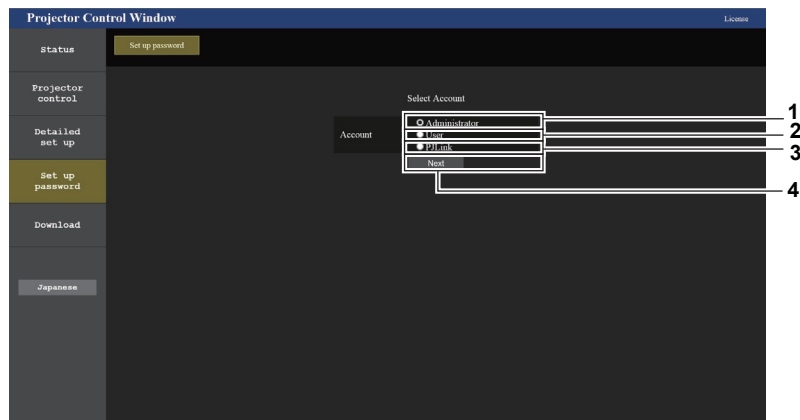 Projector Control Window
License
Status
Set up password
Projector
control
Select Account
1
Administrator
Account
User
2
PJLink
3
Detailed
set up
Next
4
Set up
password
Download
Japanese